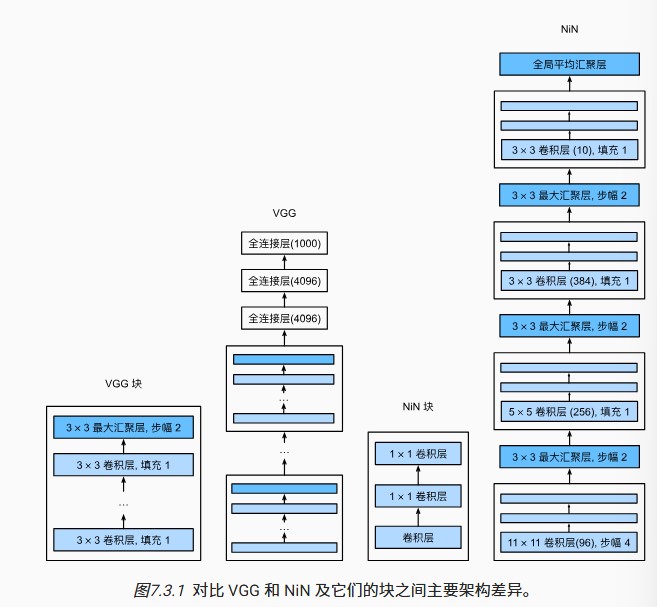 NiN
全局平均汇聚层
3 × 3 卷积层 (10), 填充 1
3 × 3 最大汇聚层, 步幅 2
3 × 3 卷积层 (384), 填充 1
3 × 3 最大汇聚层, 步幅 2
5 × 5 卷积层 (256), 填充 1
3 × 3 最大汇聚层, 步幅 2
11 × 11 卷积层(96), 步幅 4
VGG
全连接层(1000)
全连接层(4096)
全连接层(4096)
...
...
...
VGG 块
3 × 3 最大汇聚层, 步幅 2
3 × 3 卷积层, 填充 1
...
3 × 3 卷积层, 填充 1
NiN 块
1 × 1 卷积层
1 × 1 卷积层
卷积层
图7.3.1 对比 VGG 和 NiN 及它们的块之间主要架构差异。